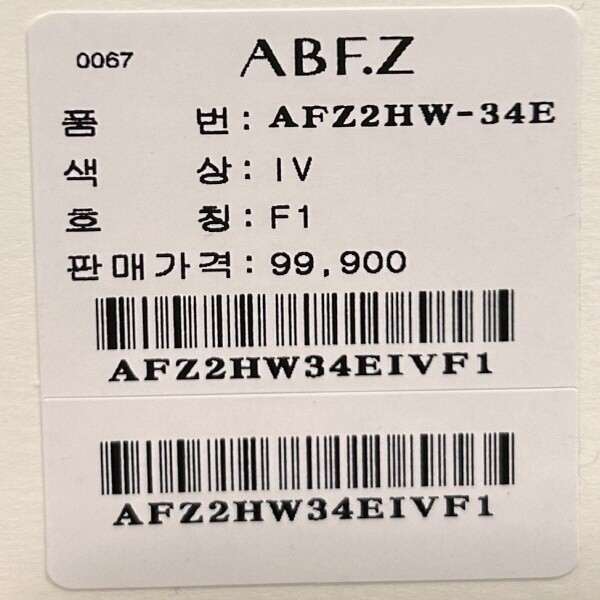 0067 ABF.Z
품 번 : AFZ2HW-34E
색 상 : IV
호 칭 : F1
판매가격 : 99,900
AFZ2HW34EIVF1
AFZ2HW34EIVF1